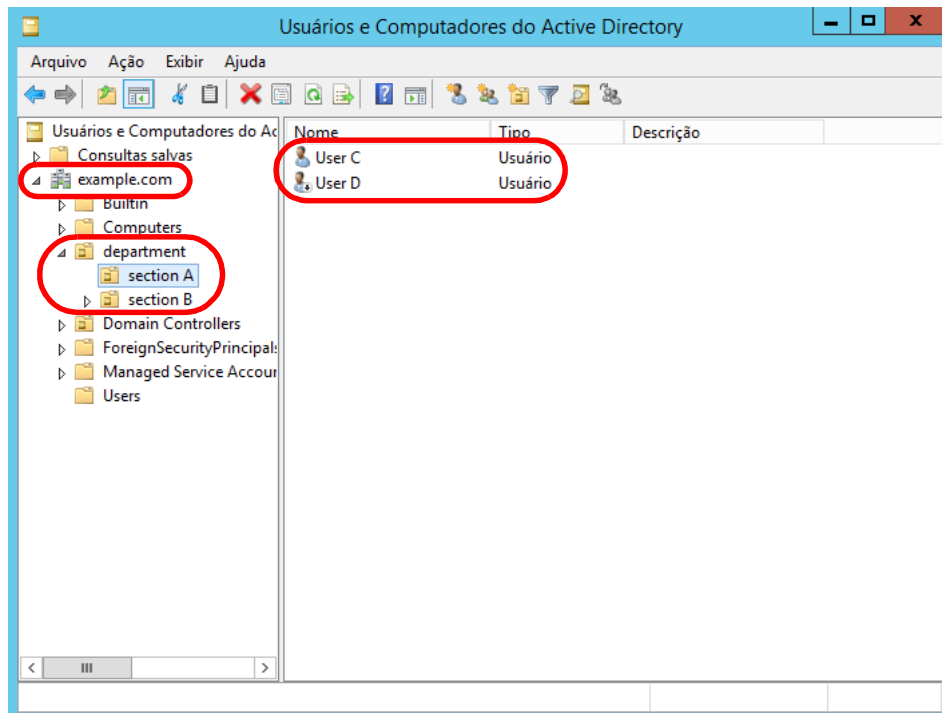 Usuários e Computadores do Active Directory
Arquivo Ação Exibir Ajuda
Usuários e Computadores do Ac
Consultas salvas
example.com
Builtin
Computers
department
section A
section B
Domain Controllers
ForeignSecurityPrincipals
Managed Service Accour
Users
Nome Tipo Descrição
User C Usuário
User D Usuário